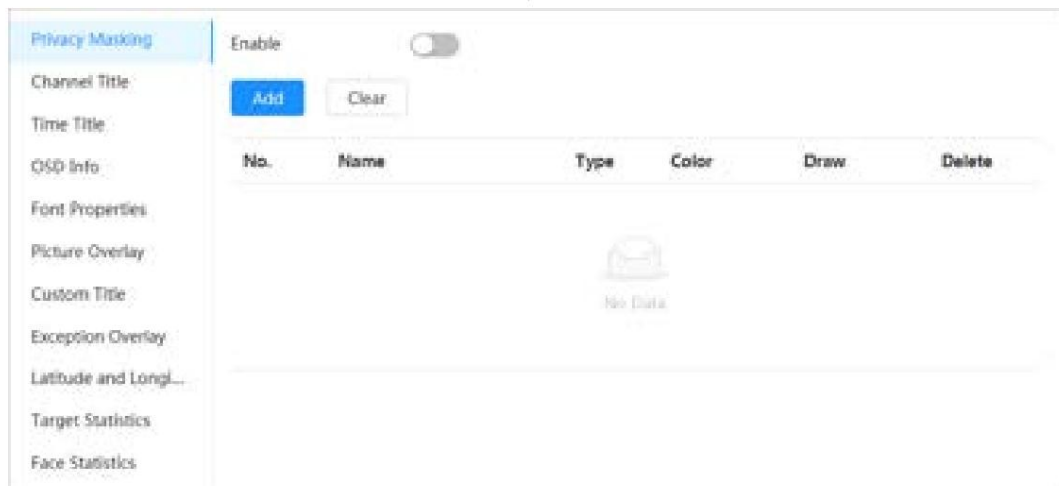 Privacy Masking
Channel Title
Time Title
OSD Info
Font Properties
Picture Overlay
Custom Title
Exception Overlay
Latitude and Longi...
Target Statistics
Face Statistics
Enable
Add Clear
No. Name Type Color Draw Delete
No Data